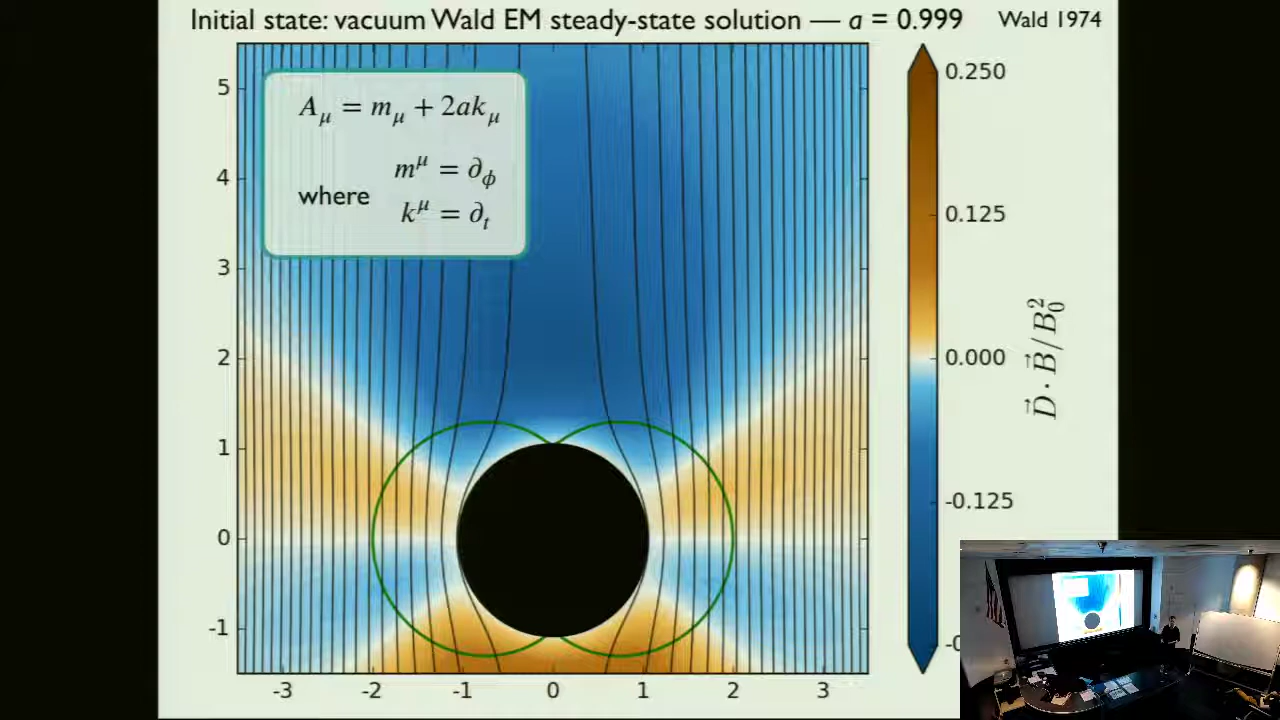 Initial state: vacuum Wald EM steady-state solution — a = 0.999
Wald 1974
A_μ = m_μ + 2ak_μ
where
m^μ = ∂_ϕ
k^μ = ∂_t
5
4
3
2
1
0
-1
-3 -2 -1 0 1 2 3
0.250
0.125
0.000
-0.125
D⃗ · B⃗ / B₀²